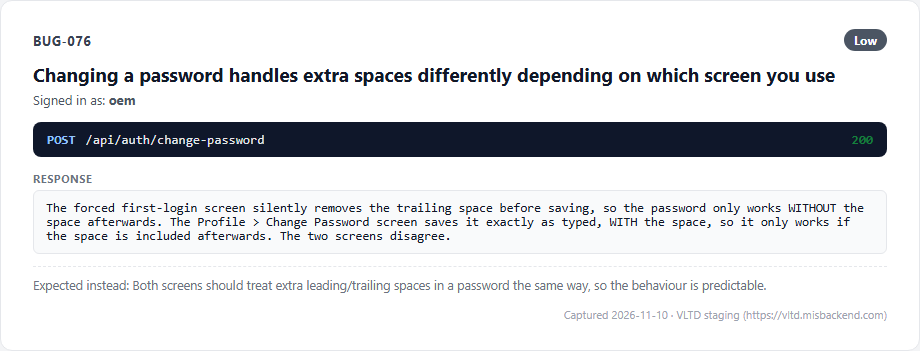 BUG-076
Low
Changing a password handles extra spaces differently depending on which screen you use
Signed in as: oem
POST /api/auth/change-password
200
RESPONSE
The forced first-login screen silently removes the trailing space before saving, so the password only works WITHOUT the
space afterwards. The Profile > Change Password screen saves it exactly as typed, WITH the space, so it only works if
the space is included afterwards. The two screens disagree.
Expected instead: Both screens should treat extra leading/trailing spaces in a password the same way, so the behaviour is predictable.
Captured 2026-11-10 · VLTD staging (https://vltd.misbackend.com)